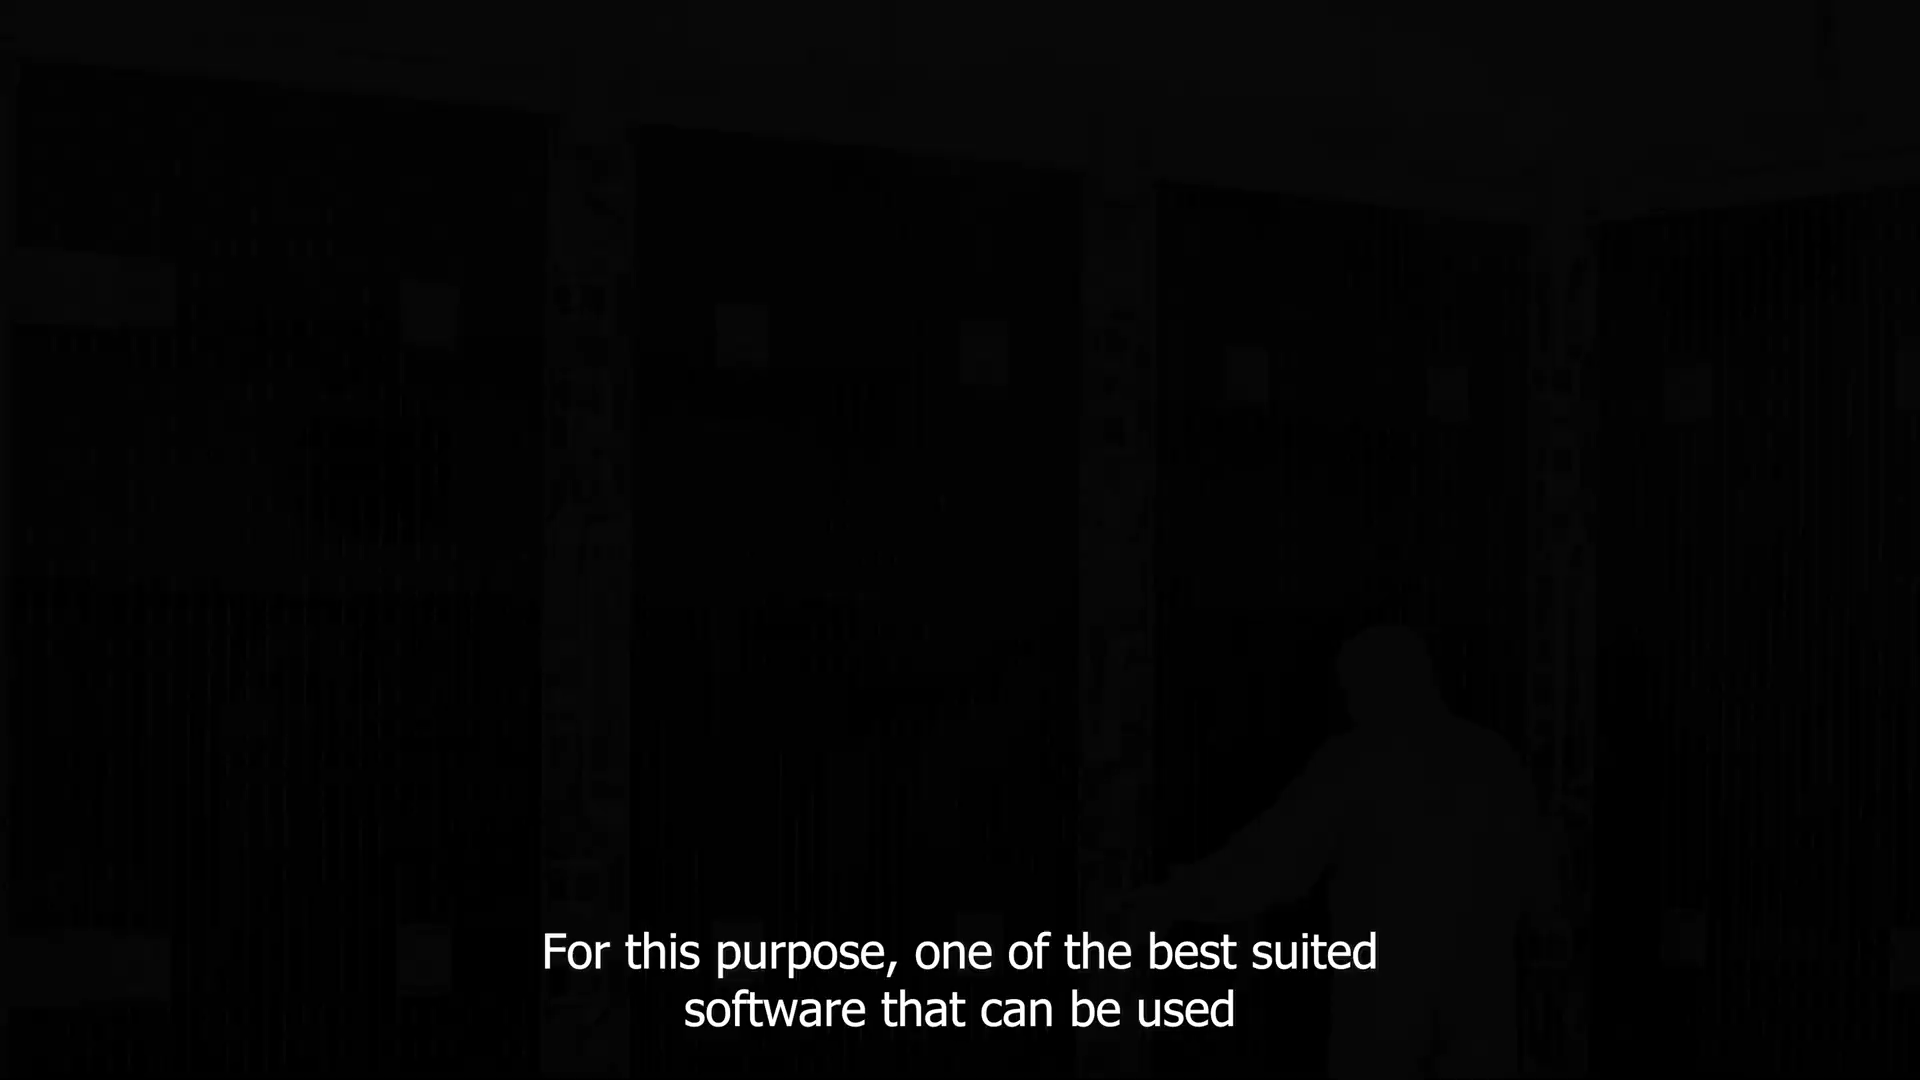 For this purpose, one of the best suited
software that can be used